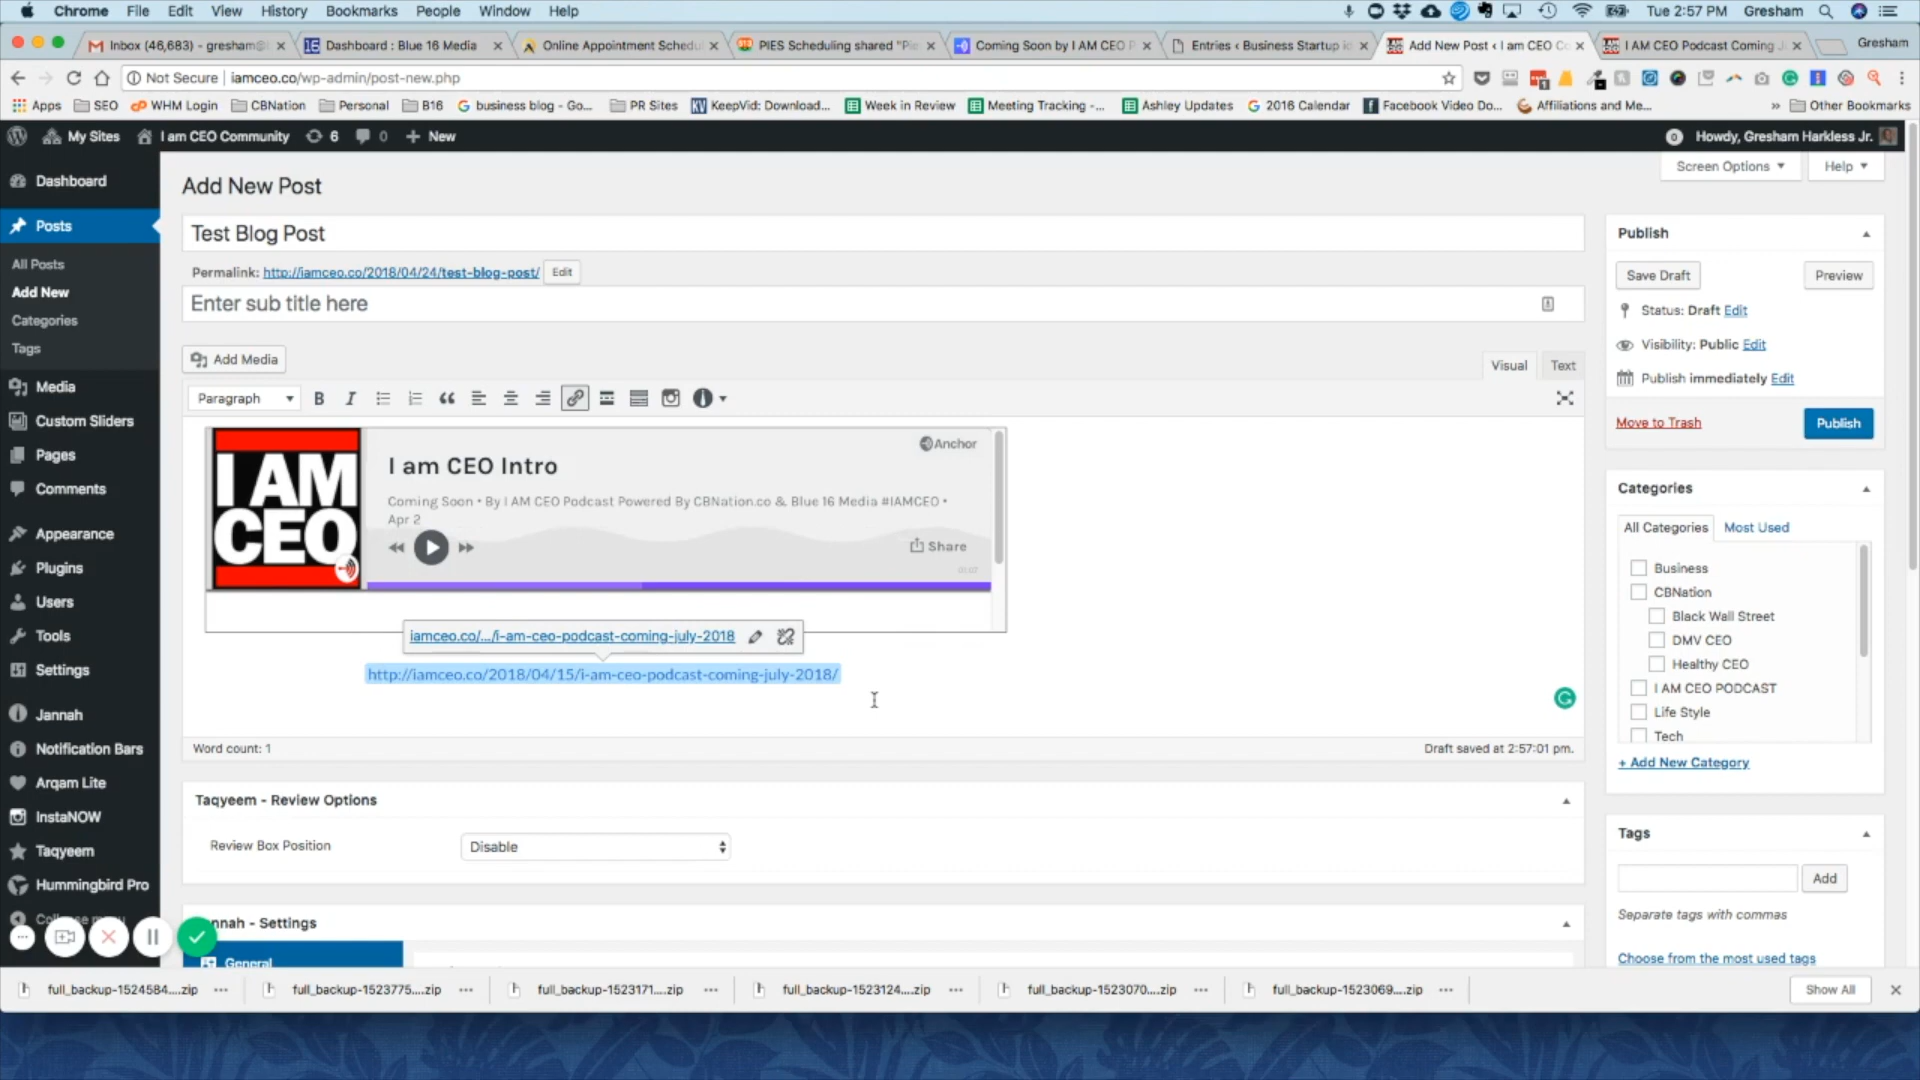 Chrome File Edit View History Bookmarks People Window Help Tue 2:57 PM Gresham
Inbox (46,683) - gresham@ Dashboard : Blue 16 Media Online Appointment Schedul PIES Scheduling shared "Pie Coming Soon by I AM CEO P Entries ‹ Business Startup i Add New Post ‹ I am CEO Co I AM CEO Podcast Coming J Gresham
Not Secure iamceo.co/wp-admin/post-new.php
Apps SEO WHM Login CBNation Personal B16 business blog - Go... PR Sites KeepVid: Download... Week in Review Meeting Tracking -... Ashley Updates 2016 Calendar Facebook Video Do... Affiliations and Me... » Other Bookmarks
My Sites I am CEO Community 6 0 + New 0 Howdy, Gresham Harkless Jr.
Screen Options Help
Dashboard
Posts
All Posts
Add New
Categories
Tags
Media
Custom Sliders
Pages
Comments
Appearance
Plugins
Users
Tools
Settings
Jannah
Notification Bars
Arqam Lite
InstaNOW
Taqyeem
Hummingbird Pro
Add New Post
Test Blog Post
Permalink: http://iamceo.co/2018/04/24/test-blog-post/ Edit
Enter sub title here
Add Media
Visual Text
Paragraph B I
I AM CEO
Anchor
I am CEO Intro
Coming Soon • By I AM CEO Podcast Powered By CBNation.co & Blue 16 Media #IAMCEO •
Apr 2
Share
01:07
iamceo.co/.../i-am-ceo-podcast-coming-july-2018
http://iamceo.co/2018/04/15/i-am-ceo-podcast-coming-july-2018/
Word count: 1 Draft saved at 2:57:01 pm.
Taqyeem - Review Options
Review Box Position Disable
nnah - Settings
General
Publish
Save Draft Preview
Status: Draft Edit
Visibility: Public Edit
Publish immediately Edit
Move to Trash Publish
Categories
All Categories Most Used
Business
CBNation
Black Wall Street
DMV CEO
Healthy CEO
I AM CEO PODCAST
Life Style
Tech
+ Add New Category
Tags
Add
Separate tags with commas
Choose from the most used tags
full_backup-1524584....zip full_backup-1523775....zip full_backup-1523171....zip full_backup-1523124....zip full_backup-1523070....zip full_backup-1523069....zip Show All